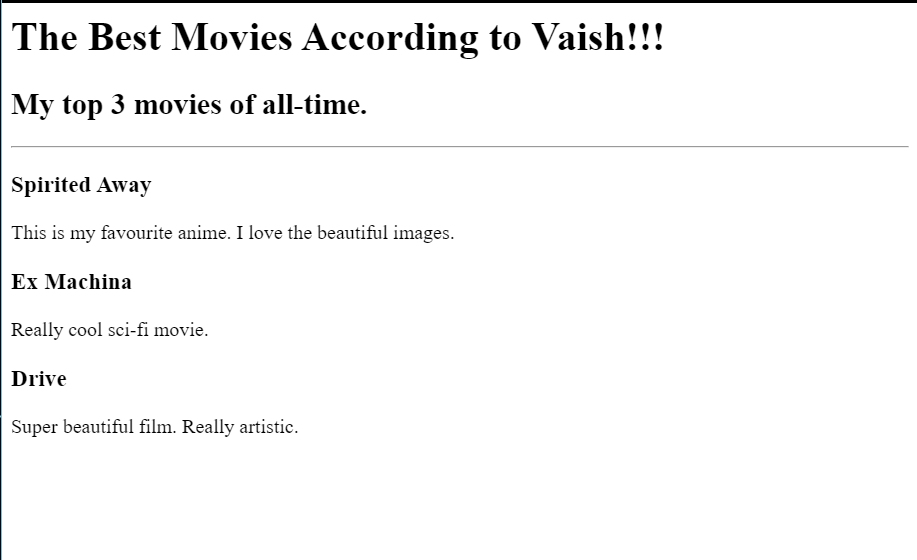 The Best Movies According to Vaish!!!
My top 3 movies of all-time.
Spirited Away
This is my favourite anime. I love the beautiful images.
Ex Machina
Really cool sci-fi movie.
Drive
Super beautiful film. Really artistic.